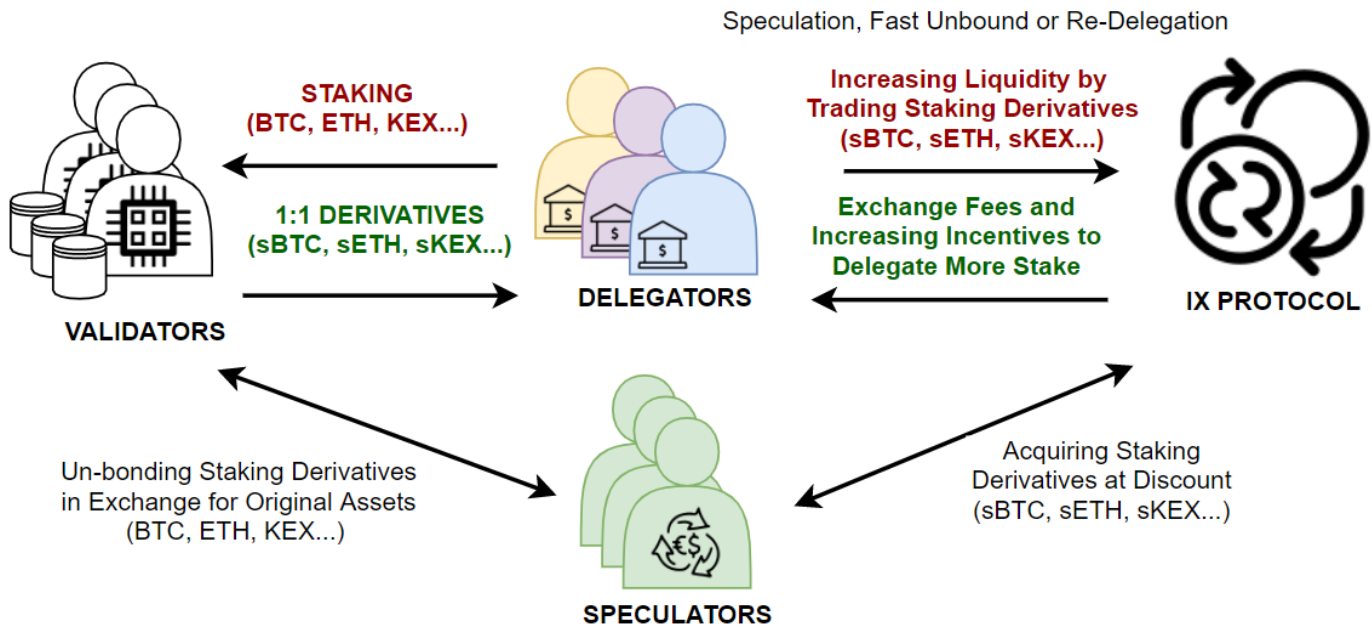 Speculation, Fast Unbound or Re-Delegation
STAKING
(BTC, ETH, KEX...)
1:1 DERIVATIVES
(sBTC, sETH, sKEX...)
Increasing Liquidity by
Trading Staking Derivatives
(sBTC, sETH, sKEX...)
Exchange Fees and
Increasing Incentives to
Delegate More Stake
$
$
$
VALIDATORS
DELEGATORS
IX PROTOCOL
Un-bonding Staking Derivatives
in Exchange for Original Assets
(BTC, ETH, KEX...)
Acquiring Staking
Derivatives at Discount
(sBTC, sETH, sKEX...)
€$
SPECULATORS